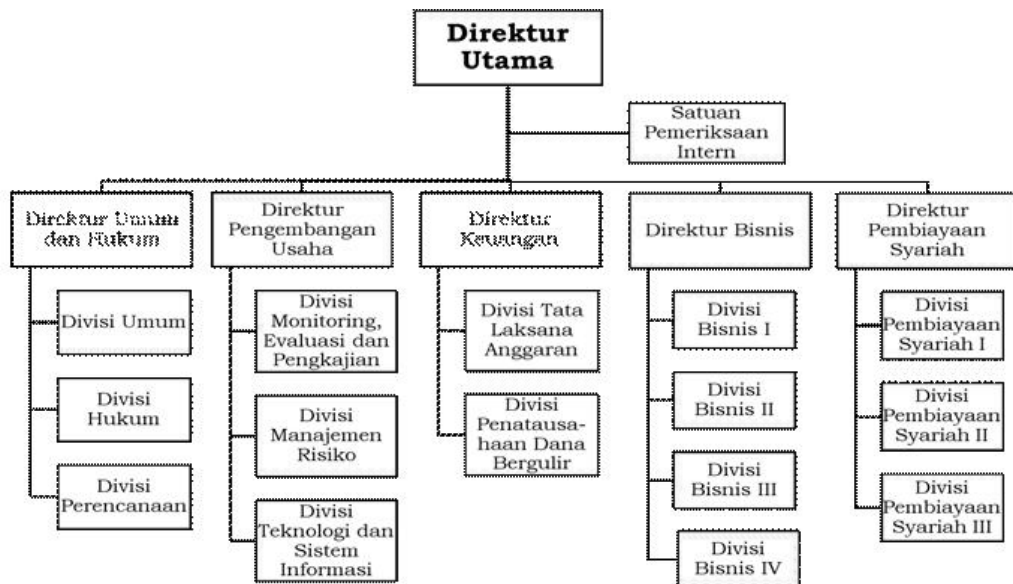 Direktur
Utama
Satuan
Pemeriksaan
Intern
Direktur Umum
dan Hukum
Direktur
Pengembangan
Usaha
Direktur
Keuangan
Direktur Bisnis
Direktur
Pembiayaan
Syariah
Divisi Umum
Divisi
Hukum
Divisi
Perencanaan
Divisi
Monitoring,
Evaluasi dan
Pengkajian
Divisi
Manajemen
Risiko
Divisi
Teknologi dan
Sistem
Informasi
Divisi Tata
Laksana
Anggaran
Divisi
Penatausa-
haan Dana
Bergulir
Divisi
Bisnis I
Divisi
Bisnis II
Divisi
Bisnis III
Divisi
Bisnis IV
Divisi
Pembiayaan
Syariah I
Divisi
Pembiayaan
Syariah II
Divisi
Pembiayaan
Syariah III